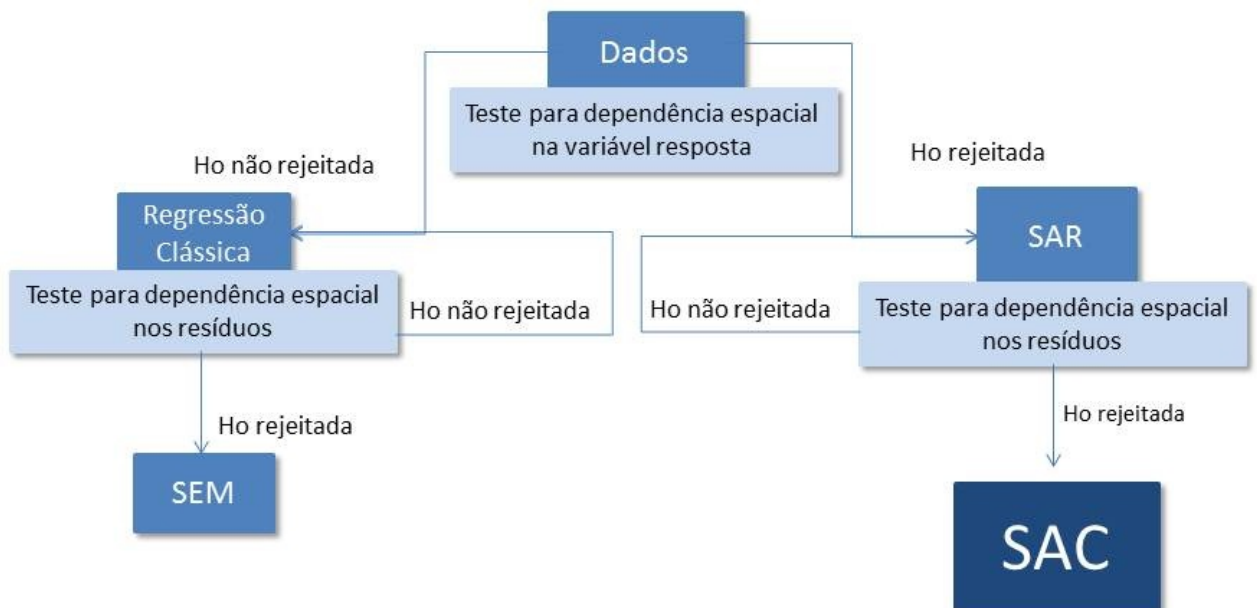 Dados
Teste para dependência espacial
na variável resposta
Ho não rejeitada
Ho rejeitada
Regressão
Clássica
SAR
Teste para dependência espacial
nos resíduos
Ho não rejeitada
Ho não rejeitada
Teste para dependência espacial
nos resíduos
Ho rejeitada
Ho rejeitada
SEM
SAC